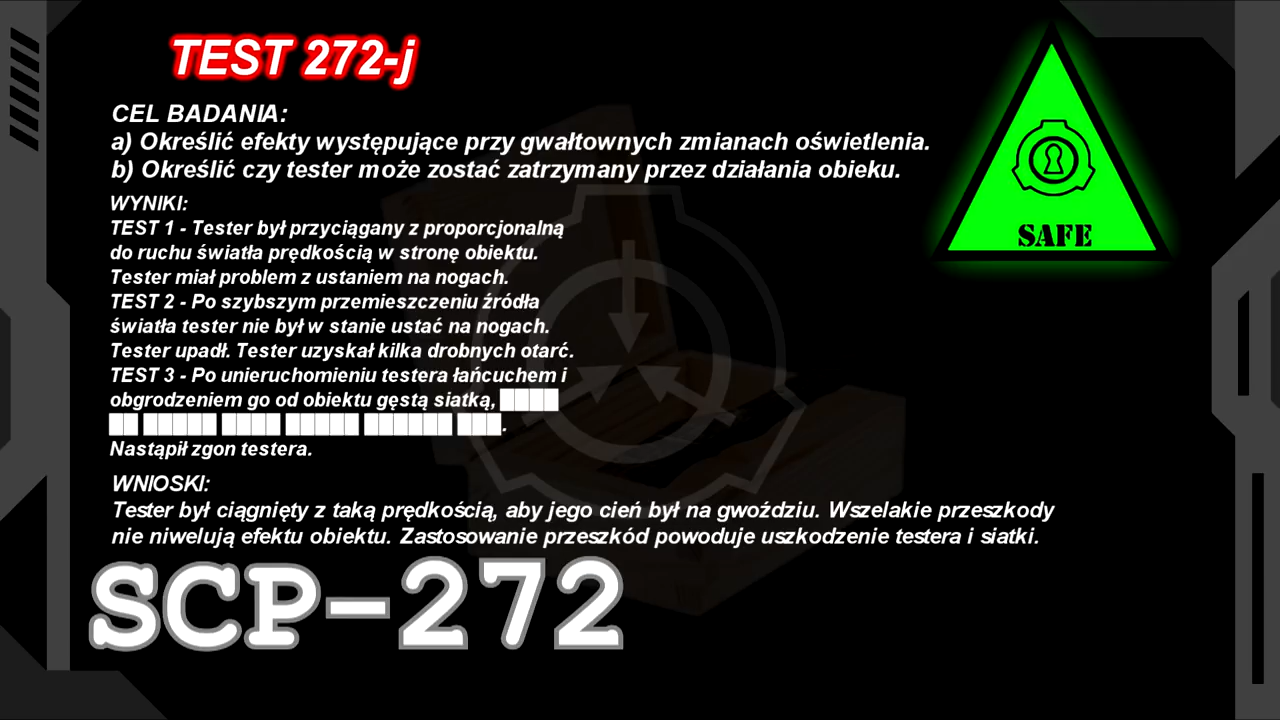 TEST 272-j
CEL BADANIA:
a) Określić efekty występujące przy gwałtownych zmianach oświetlenia.
b) Określić czy tester może zostać zatrzymany przez działania obieku.
SAFE
WYNIKI:
TEST 1 - Tester był przyciągany z proporcjonalną
do ruchu światła prędkością w stronę obiektu.
Tester miał problem z ustaniem na nogach.
TEST 2 - Po szybszym przemieszczeniu źródła
światła tester nie był w stanie ustać na nogach.
Tester upadł. Tester uzyskał kilka drobnych otarć.
TEST 3 - Po unieruchomieniu testera łańcuchem i
obgrodzeniem go od obiektu gęstą siatką, ████
██ █████ ████ █████ ██████ ███.
Nastąpił zgon testera.
WNIOSKI:
Tester był ciągnięty z taką prędkością, aby jego cień był na gwoździu. Wszelakie przeszkody
nie niwelują efektu obiektu. Zastosowanie przeszkód powoduje uszkodzenie testera i siatki.
SCP-272